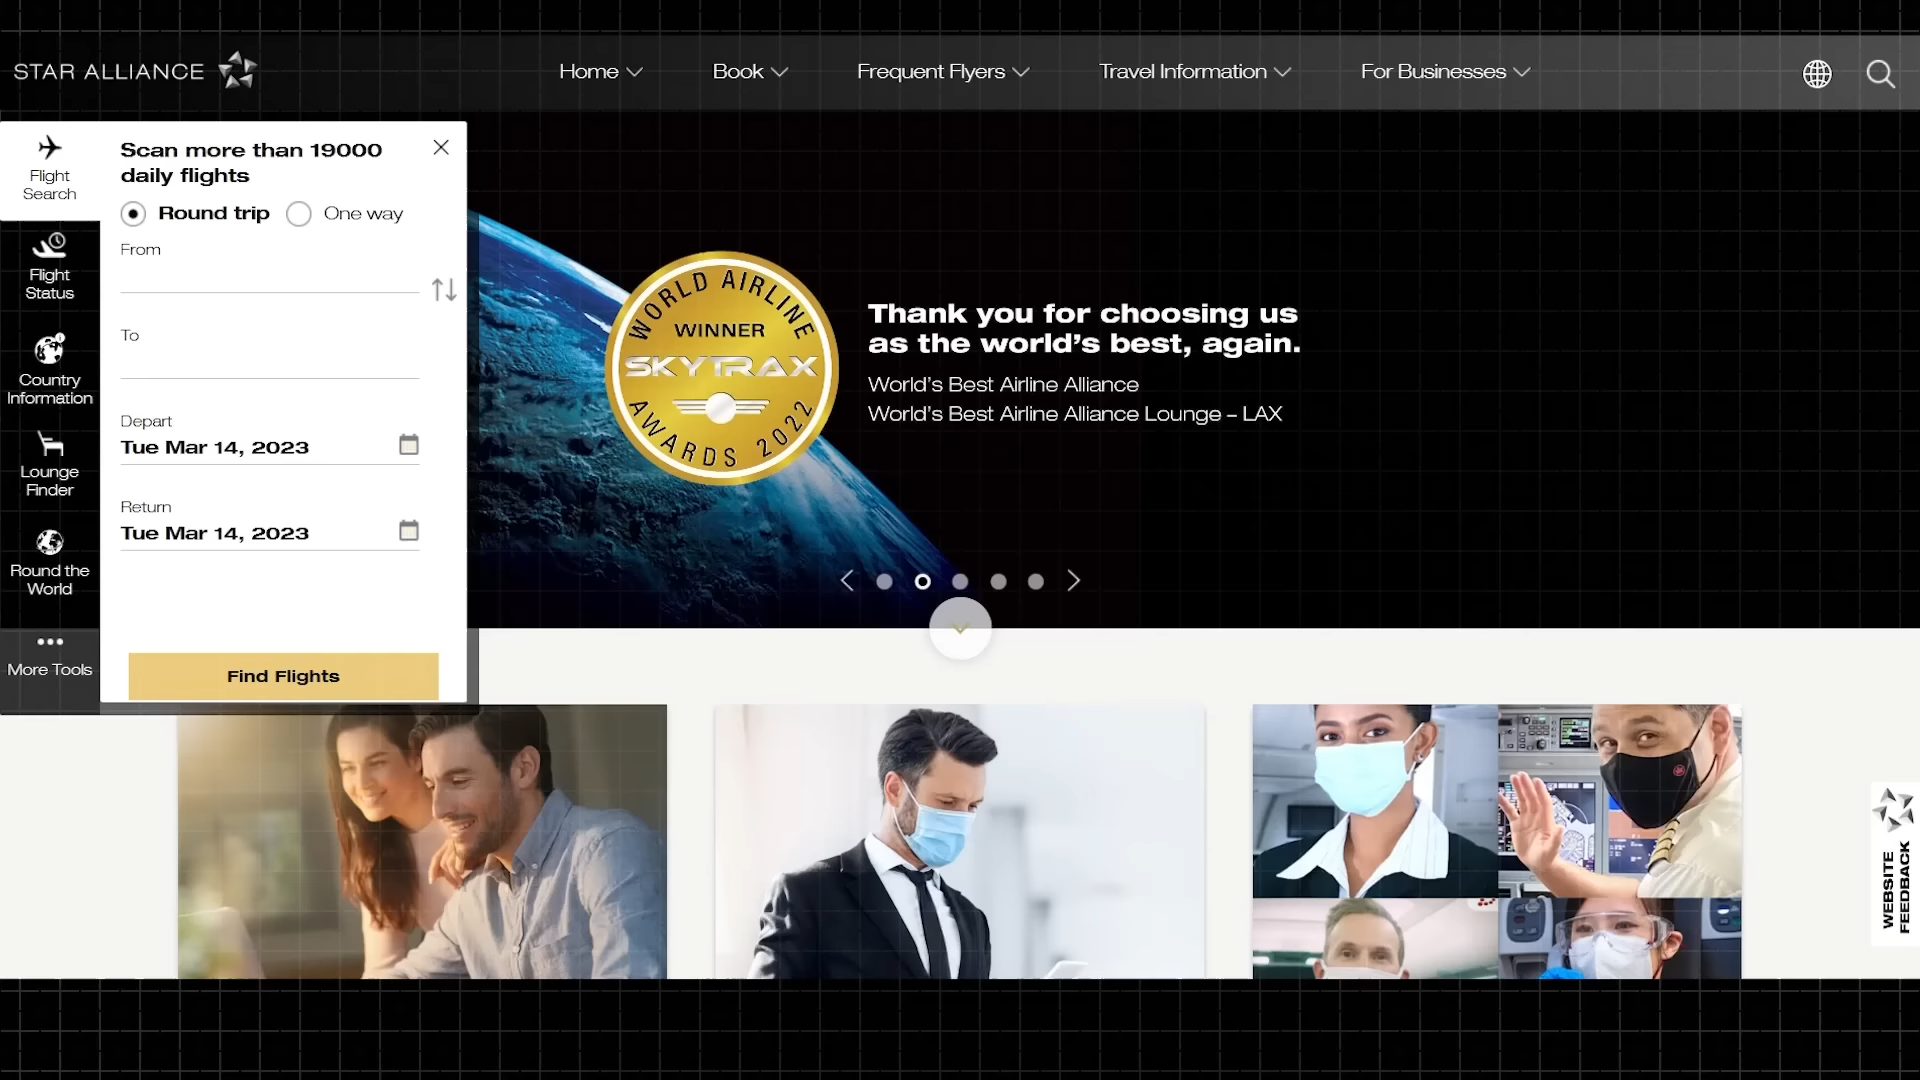 STAR ALLIANCE
Home
Book
Frequent Flyers
Travel Information
For Businesses
Flight
Search
Flight
Status
Country
Information
Lounge
Finder
Round the
World
More Tools
Scan more than 19000
daily flights
Round trip
One way
From
To
Depart
Tue Mar 14, 2023
Return
Tue Mar 14, 2023
Find Flights
WORLD AIRLINE
WINNER
SKYTRAX
AWARDS 2022
Thank you for choosing us
as the world’s best, again.
World’s Best Airline Alliance
World’s Best Airline Alliance Lounge – LAX
WEBSITE
FEEDBACK